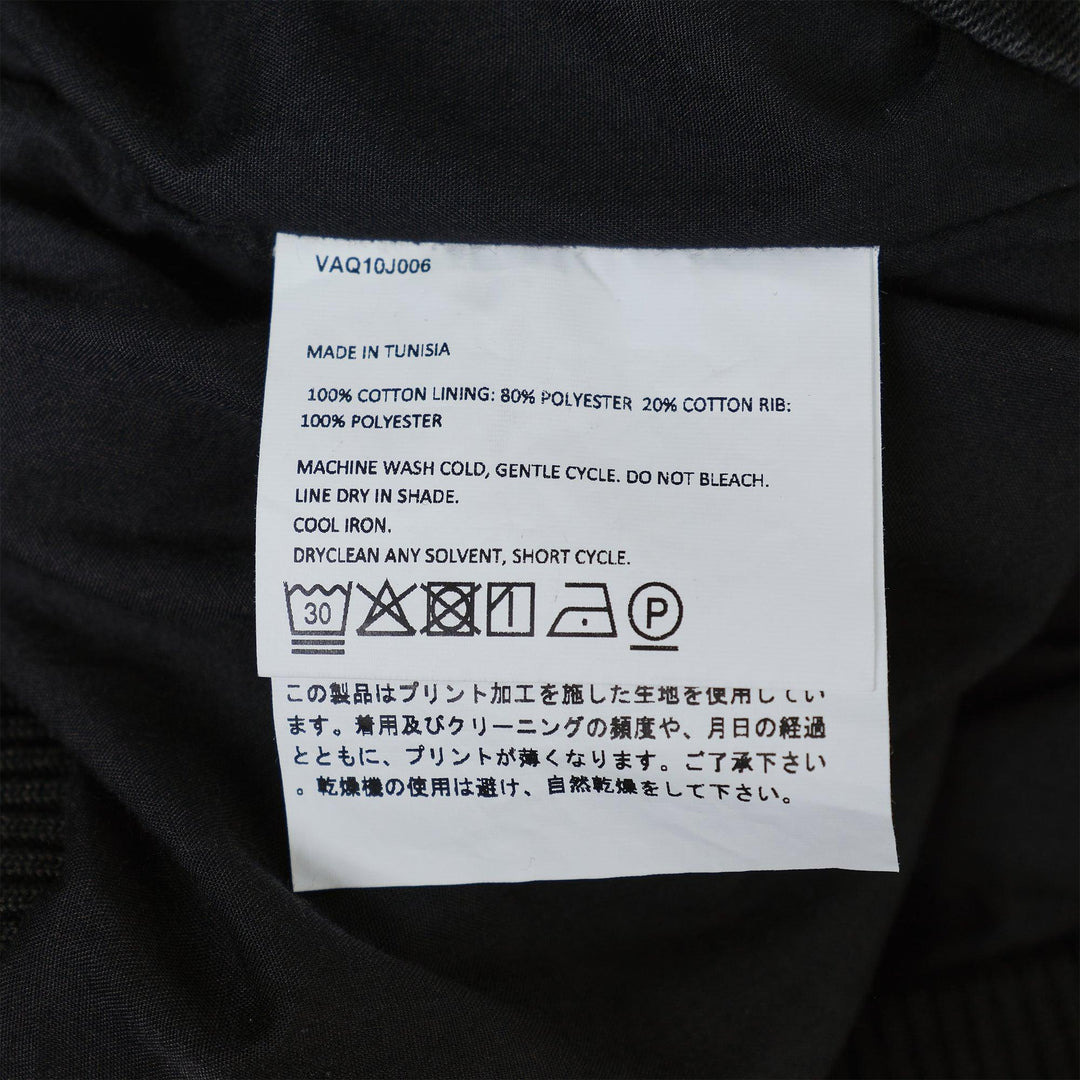 VAQ10J006
MADE IN TUNISIA
100% COTTON LINING: 80% POLYESTER 20% COTTON RIB:
100% POLYESTER
MACHINE WASH COLD, GENTLE CYCLE. DO NOT BLEACH.
LINE DRY IN SHADE.
COOL IRON.
DRYCLEAN ANY SOLVENT, SHORT CYCLE.
30 P
この製品はプリント加工を施した生地を使用してい
ます。着用及びクリーニングの頻度や、月日の経過
とともに、プリントが薄くなります。ご了承下さい
。乾燥機の使用は避け、自然乾燥をして下さい。